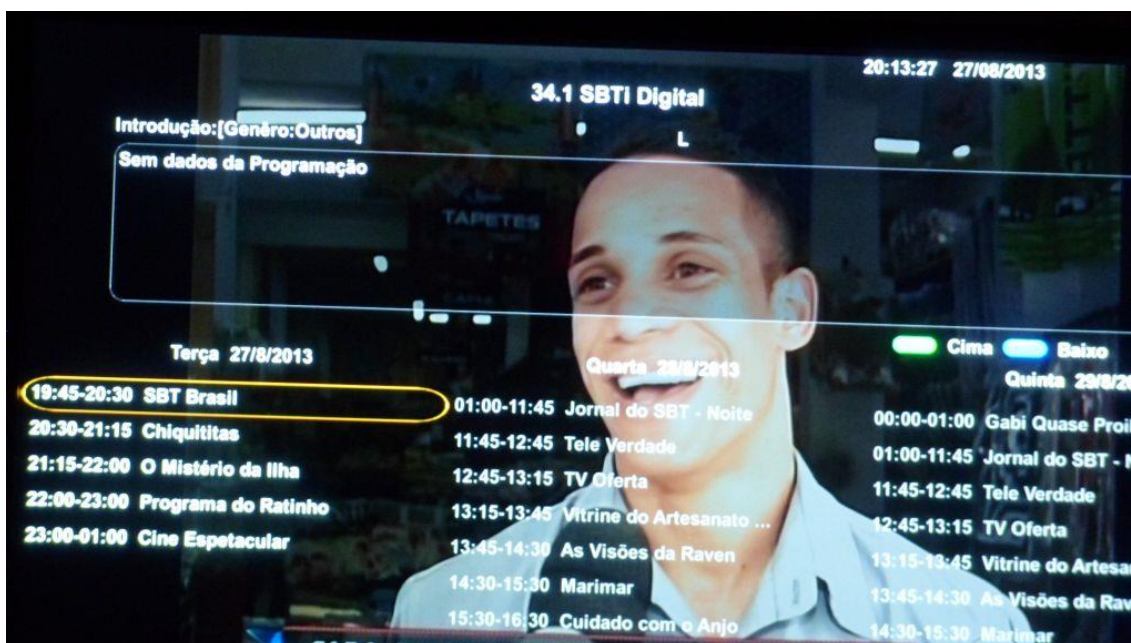 20:13:27 27/08/2013
34.1 SBTI Digital
Introdução:[Genêro:Outros]
L
Sem dados da Programação
TAPETES
Cima Baixo
Terça 27/8/2013
19:45-20:30 SBT Brasil
20:30-21:15 Chiquititas
21:15-22:00 O Mistério da Ilha
22:00-23:00 Programa do Ratinho
23:00-01:00 Cine Espetacular
Quarta 28/8/2013
01:00-11:45 Jornal do SBT - Noite
11:45-12:45 Tele Verdade
12:45-13:15 TV Oferta
13:15-13:45 Vitrine do Artesanato ...
13:45-14:30 As Visões da Raven
14:30-15:30 Marimar
15:30-16:30 Cuidado com o Anjo
Quinta 29/8/20
00:00-01:00 Gabi Quase Proi
01:00-11:45 Jornal do SBT - N
11:45-12:45 Tele Verdade
12:45-13:15 TV Oferta
13:15-13:45 Vitrine do Artesa
13:45-14:30 As Visões da Rav
14:30-15:30 Marimar